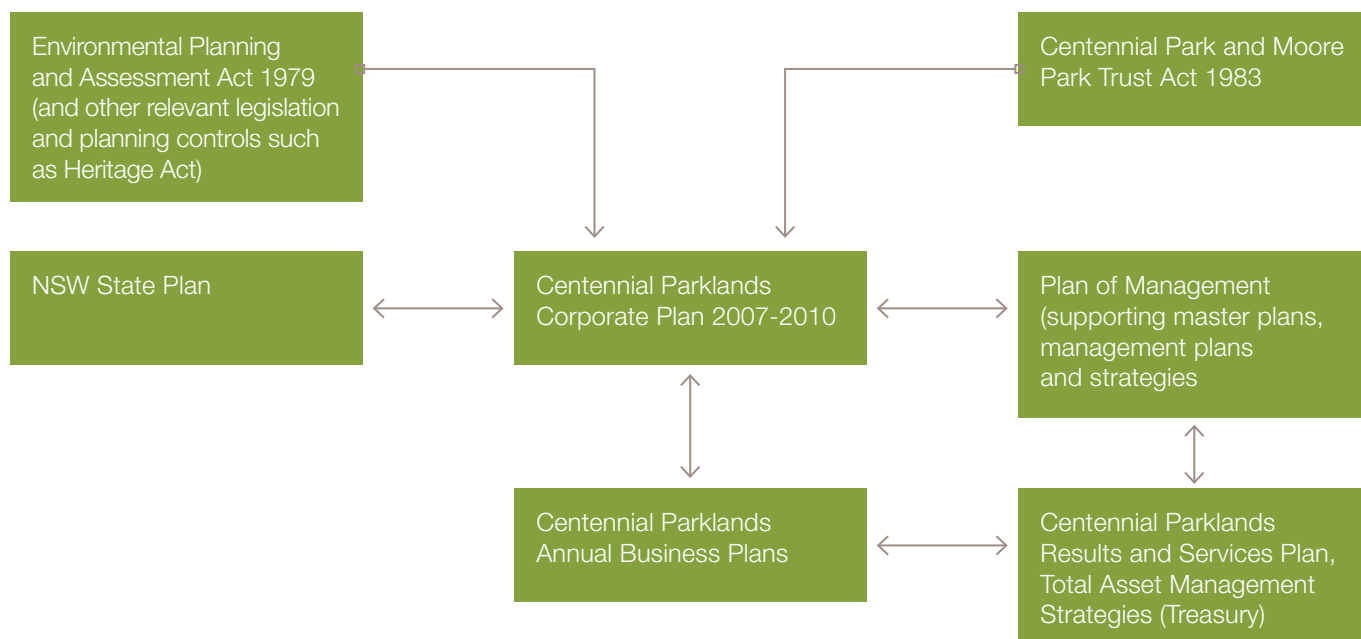 Environmental Planning
and Assessment Act 1979
(and other relevant legislation
and planning controls such
as Heritage Act)
Centennial Park and Moore
Park Trust Act 1983
NSW State Plan
Centennial Parklands
Corporate Plan 2007-2010
Plan of Management
(supporting master plans,
management plans
and strategies
Centennial Parklands
Annual Business Plans
Centennial Parklands
Results and Services Plan,
Total Asset Management
Strategies (Treasury)